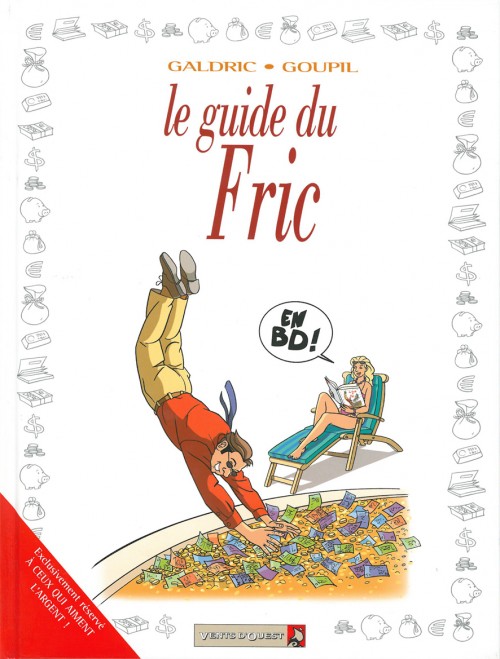 GALDRIC • GOUPIL
le guide du
Fric
EN
BD!
Exclusivement réservé
À CEUX QUI AIMENT
L'ARGENT !
VENTS D'OUEST